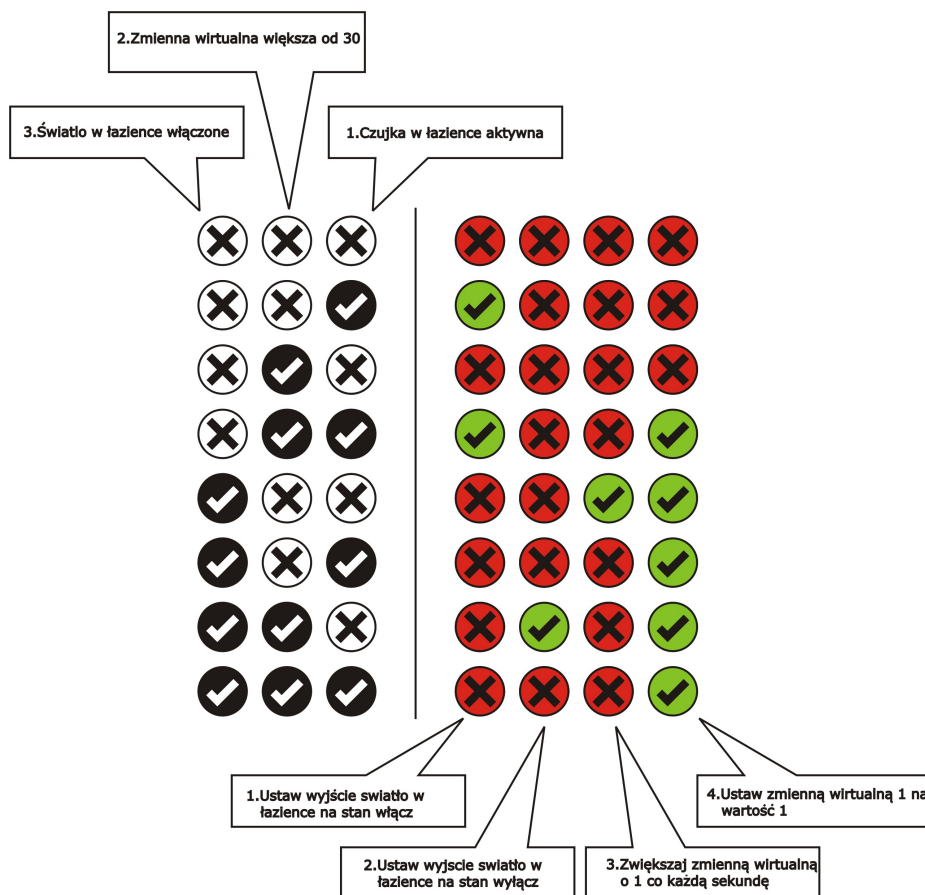 2.Zmienna wirtualna większa od 30
3.Światlo w łazience włączone
1.Czujka w łazience aktywna
1.Ustaw wyjście swiatło w
łazience na stan włącz
4.Ustaw zmienną wirtualną 1 na
wartość 1
2.Ustaw wyjscie swiatło w
łazience na stan wyłącz
3.Zwiększaj zmienną wirtualną
o 1 co każdą sekundę